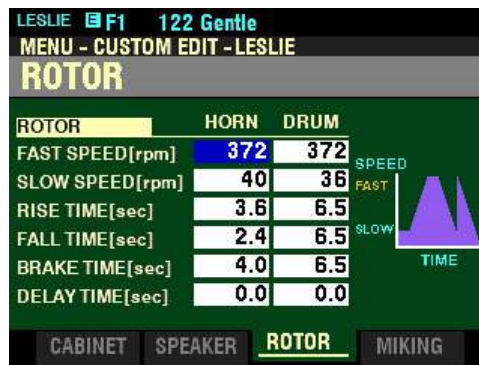 LESLIE E F1 122 Gentle
MENU - CUSTOM EDIT - LESLIE
ROTOR
ROTOR HORN DRUM
FAST SPEED[rpm] 372 372
SLOW SPEED[rpm] 40 36
RISE TIME[sec] 3.6 6.5
FALL TIME[sec] 2.4 6.5
BRAKE TIME[sec] 4.0 6.5
DELAY TIME[sec] 0.0 0.0
SPEED
FAST
SLOW
TIME
CABINET SPEAKER ROTOR MIKING